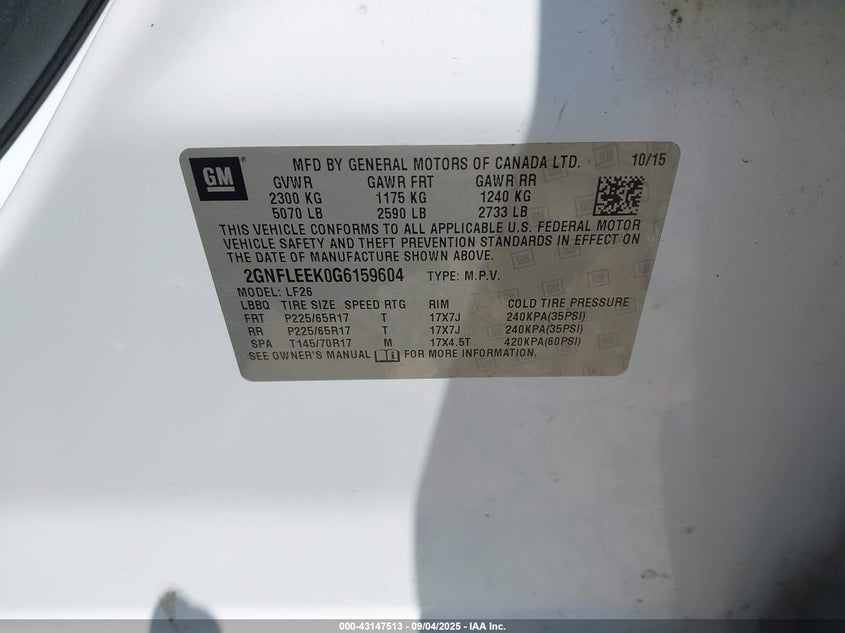 GM ® MFD BY GENERAL MOTORS OF CANADA LTD. 10/15
GVWR GAWR FRT GAWR RR
2300 KG 1175 KG 1240 KG
5070 LB 2590 LB 2733 LB
THIS VEHICLE CONFORMS TO ALL APPLICABLE U.S. FEDERAL MOTOR
VEHICLE SAFETY AND THEFT PREVENTION STANDARDS IN EFFECT ON
THE DATE OF MANUFACTURE SHOWN ABOVE.
2GNFLEEK0G6159604 TYPE: M.P.V.
MODEL: LF26
LBBQ TIRE SIZE SPEED RTG RIM COLD TIRE PRESSURE
FRT P225/65R17 T 17X7J 240KPA(35PSI)
RR P225/65R17 T 17X7J 240KPA(35PSI)
SPA T145/70R17 M 17X4.5T 420KPA(60PSI)
SEE OWNER'S MANUAL i FOR MORE INFORMATION.
000-43147513 - 09/04/2025 - IAA Inc.